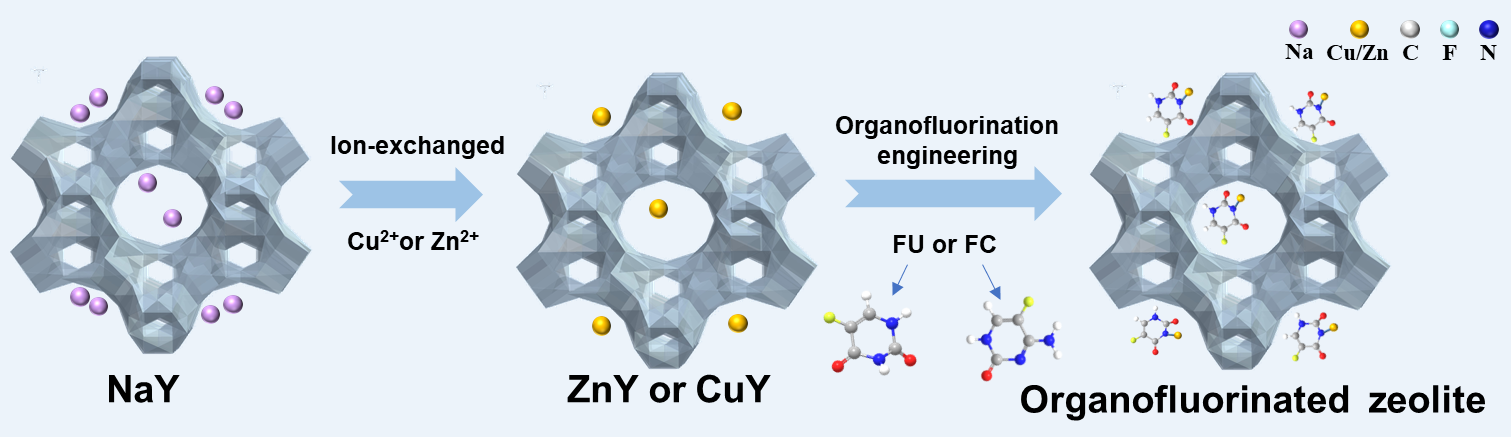 Na Cu/Zn C F N
Ion-exchanged
Cu²⁺or Zn²⁺
Organofluorination
engineering
FU or FC
NaY
ZnY or CuY
Organofluorinated zeolite